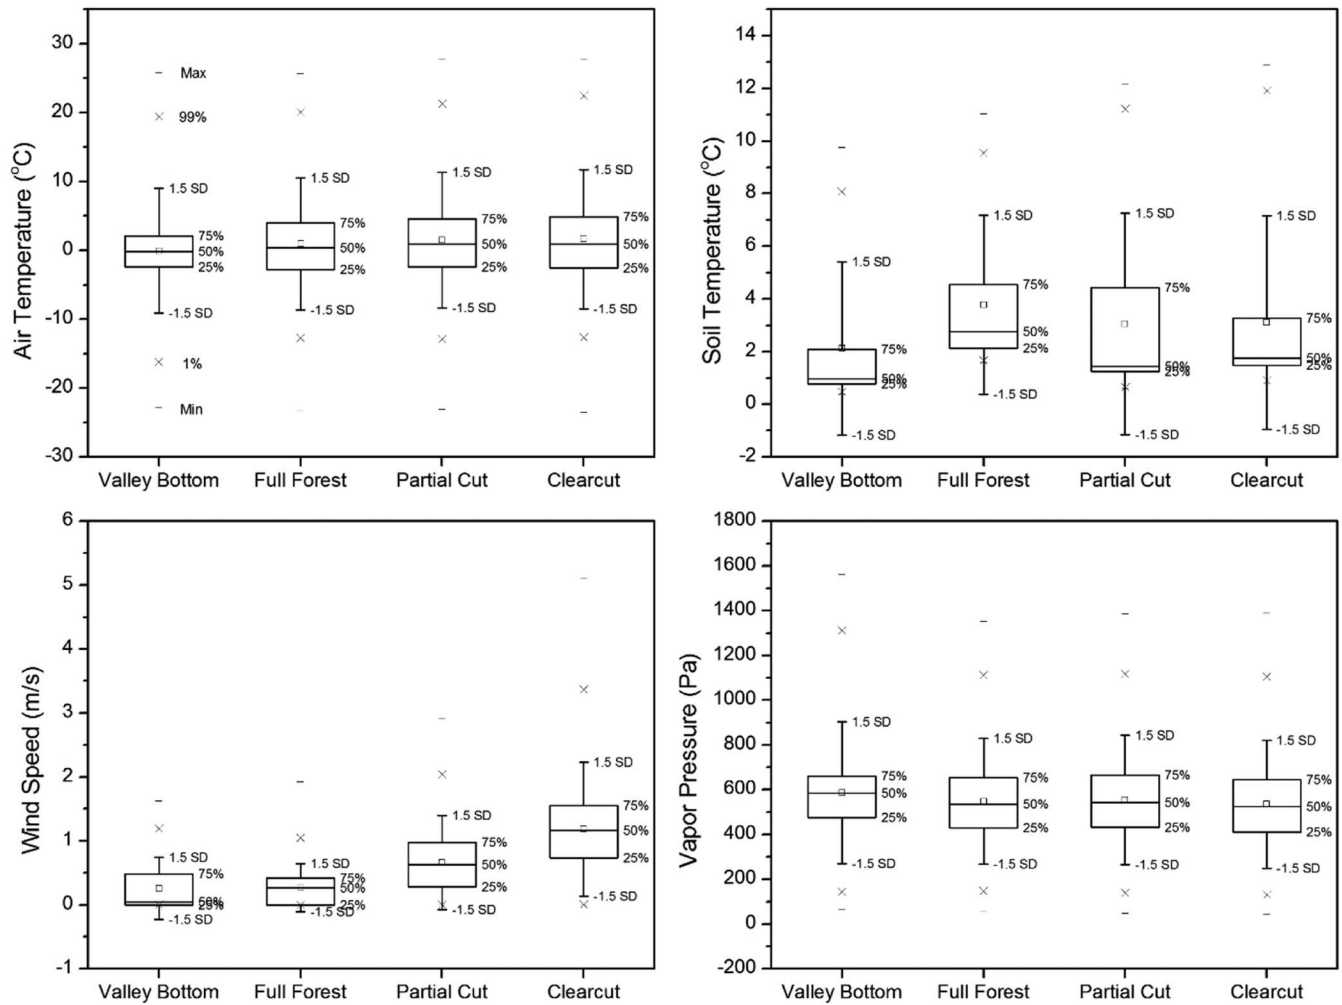 30
20
10
0
-10
-20
-30
Air Temperature (°C)
Max
99%
1.5 SD
75%
50%
25%
-1.5 SD
1%
Min
1.5 SD
75%
50%
25%
-1.5 SD
1.5 SD
75%
50%
25%
-1.5 SD
1.5 SD
75%
50%
25%
-1.5 SD
Valley Bottom Full Forest Partial Cut Clearcut
14
12
10
8
6
4
2
0
-2
Soil Temperature (°C)
1.5 SD
75%
50%
25%
-1.5 SD
1.5 SD
75%
50%
25%
-1.5 SD
1.5 SD
75%
50%
25%
-1.5 SD
1.5 SD
75%
50%
25%
-1.5 SD
Valley Bottom Full Forest Partial Cut Clearcut
6
5
4
3
2
1
0
-1
Wind Speed (m/s)
1.5 SD
75%
50%
25%
-1.5 SD
1.5 SD
75%
50%
25%
-1.5 SD
1.5 SD
75%
50%
25%
-1.5 SD
1.5 SD
75%
50%
25%
-1.5 SD
Valley Bottom Full Forest Partial Cut Clearcut
1800
1600
1400
1200
1000
800
600
400
200
0
-200
Vapor Pressure (Pa)
1.5 SD
75%
50%
25%
-1.5 SD
1.5 SD
75%
50%
25%
-1.5 SD
1.5 SD
75%
50%
25%
-1.5 SD
1.5 SD
75%
50%
25%
-1.5 SD
Valley Bottom Full Forest Partial Cut Clearcut